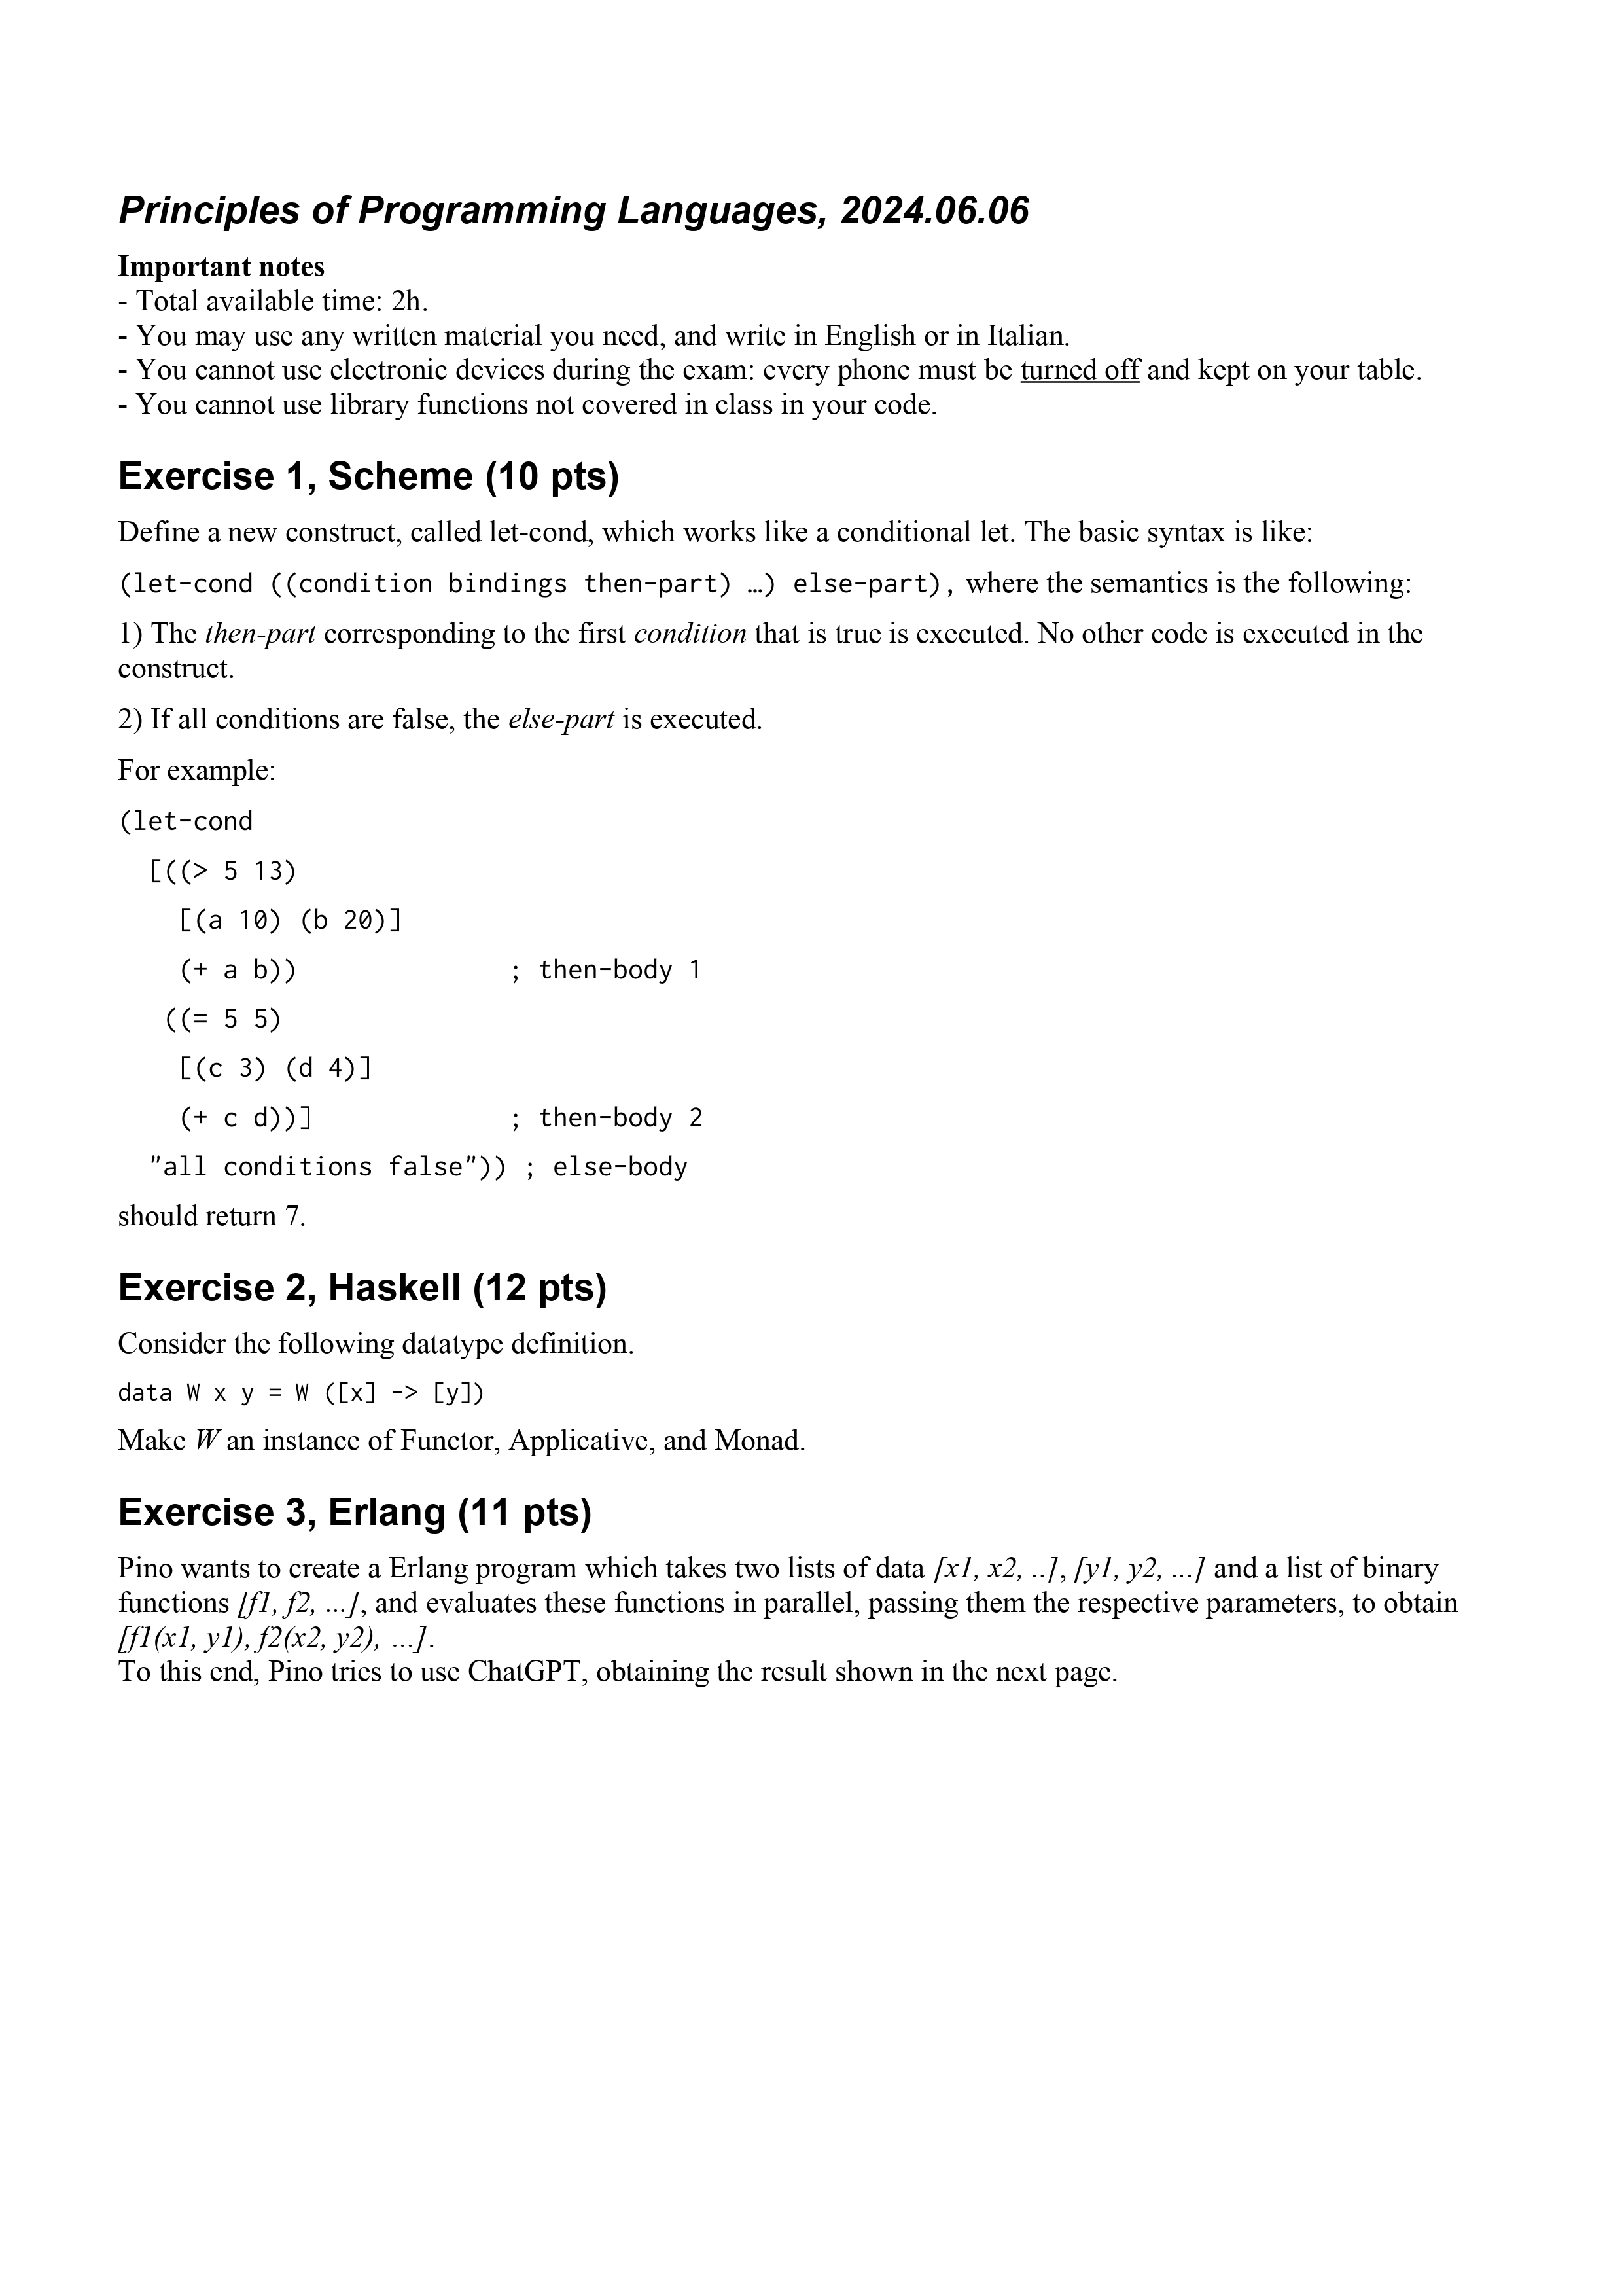 Principles of Programming Languages, 2024.06.06
Important notes
- Total available time: 2h.
- You may use any written material you need, and write in English or in Italian.
- You cannot use electronic devices during the exam: every phone must be turned off and kept on your table.
- You cannot use library functions not covered in class in your code.
Exercise 1, Scheme (10 pts)
Define a new construct, called let-cond, which works like a conditional let. The basic syntax is like:
(let-cond ((condition bindings then-part) …) else-part), where the semantics is the following:
1) The then-part corresponding to the first condition that is true is executed. No other code is executed in the
construct.
2) If all conditions are false, the else-part is executed.
For example:
(let-cond
  [((> 5 13)
    [(a 10) (b 20)]
    (+ a b))              ; then-body 1
   ((= 5 5)
    [(c 3) (d 4)]
    (+ c d))]             ; then-body 2
  "all conditions false")) ; else-body
should return 7.
Exercise 2, Haskell (12 pts)
Consider the following datatype definition.
data W x y = W ([x] -> [y])
Make W an instance of Functor, Applicative, and Monad.
Exercise 3, Erlang (11 pts)
Pino wants to create a Erlang program which takes two lists of data [x1, x2, ..], [y1, y2, ...] and a list of binary
functions [f1, f2, ...], and evaluates these functions in parallel, passing them the respective parameters, to obtain
[f1(x1, y1), f2(x2, y2), …].
To this end, Pino tries to use ChatGPT, obtaining the result shown in the next page.